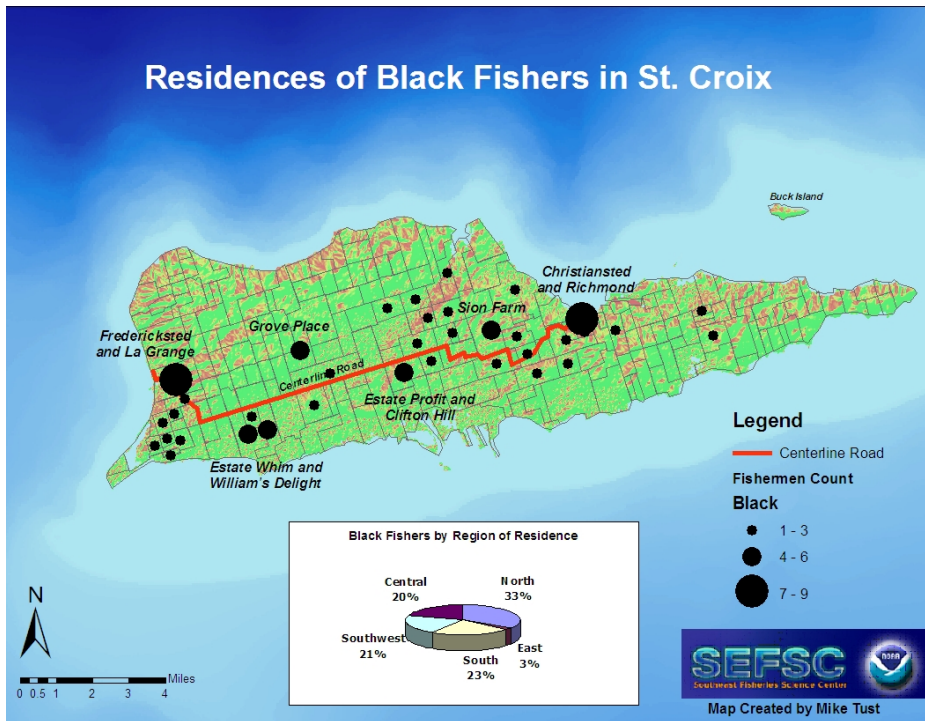 Residences of Black Fishers in St. Croix
Buck Island
Christiansted
and Richmond
Sion Farm
Grove Place
Fredericksted
and La Grange
Centerline Road
Estate Profit and
Clifton Hill
Estate Whim and
William's Delight
Legend
Centerline Road
Fishermen Count
Black
1 - 3
4 - 6
7 - 9
Black Fishers by Region of Residence
Central
20%
North
33%
Southwest
21%
East
3%
South
23%
N
Miles
0 0.5 1 2 3 4
SEFSC
Southeast Fisheries Science Center
NOAA
Map Created by Mike Tust